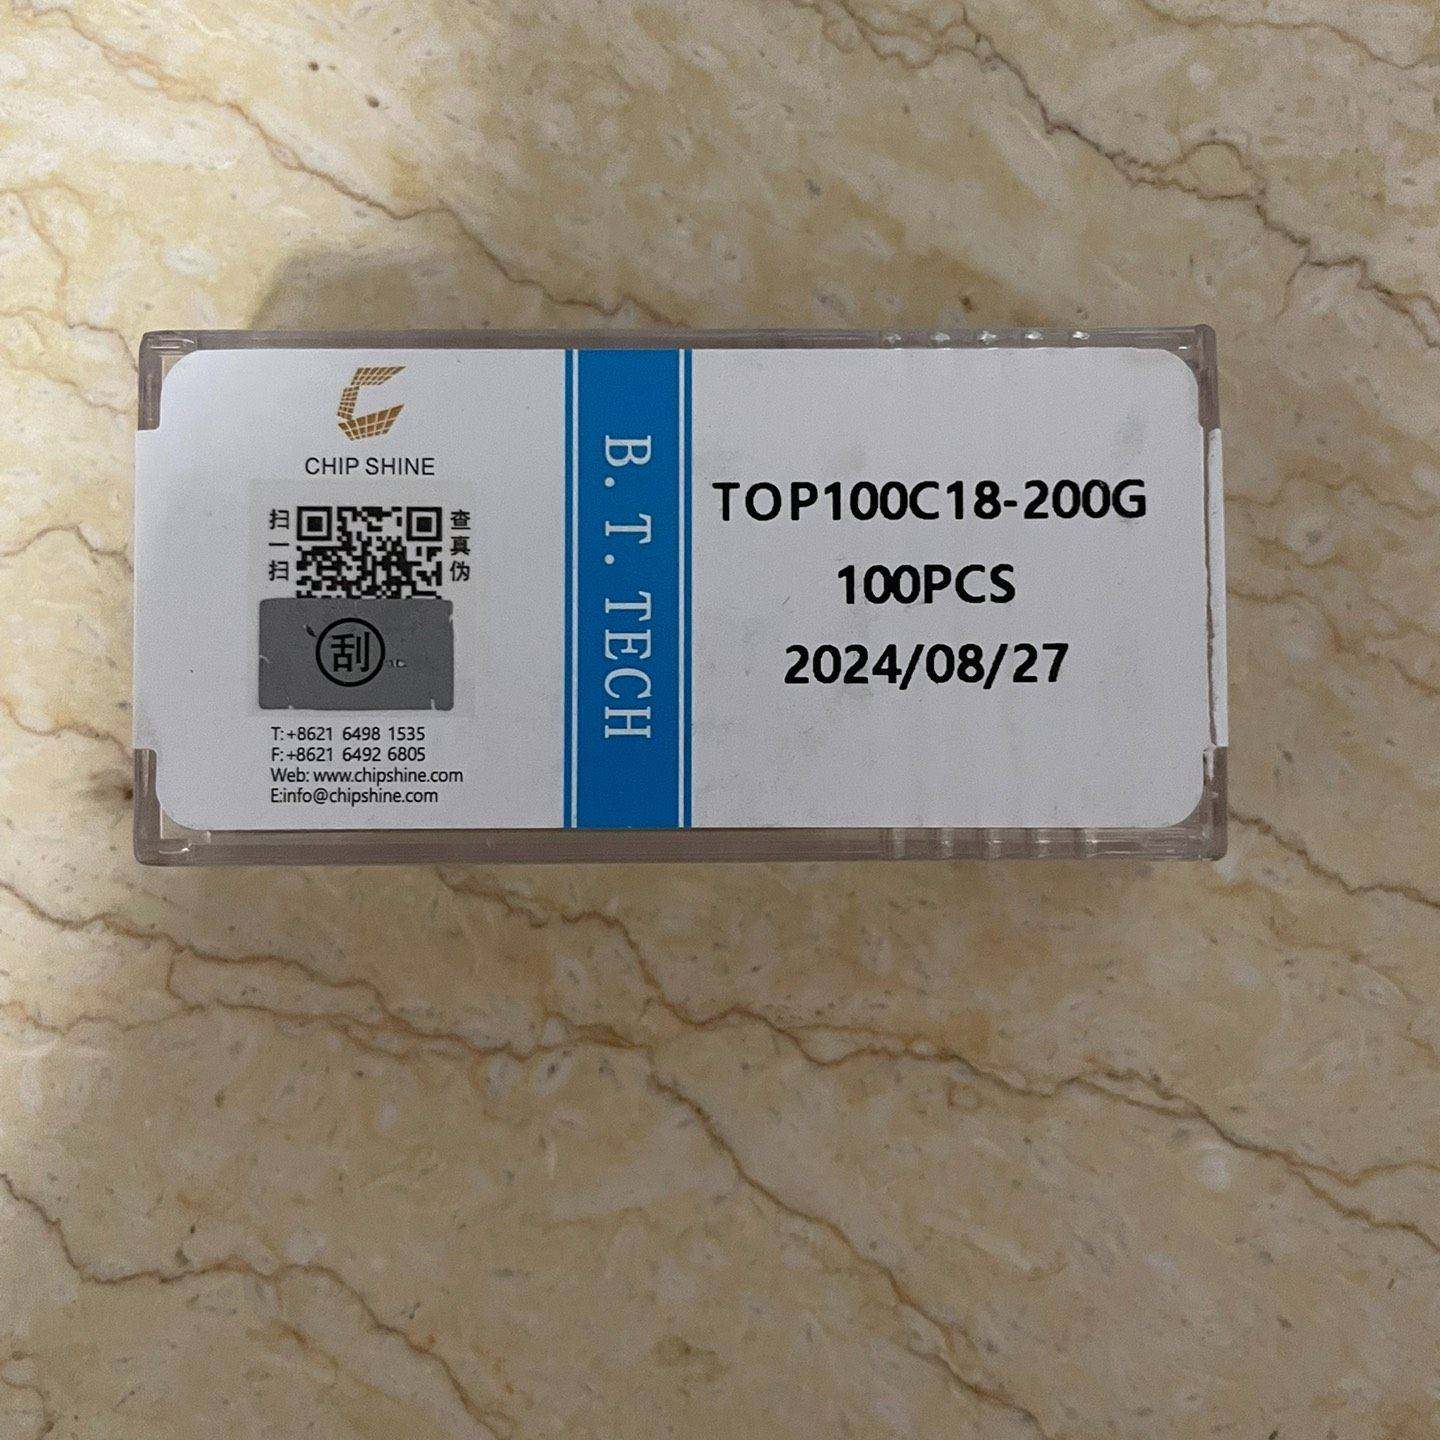 CHIP SHINE
扫一扫
查真伪
刮
T:+8621 6498 1535
F:+8621 6492 6805
Web: www.chipshine.com
E:info@chipshine.com
B.T.TECH
TOP100C18-200G
100PCS
2024/08/27